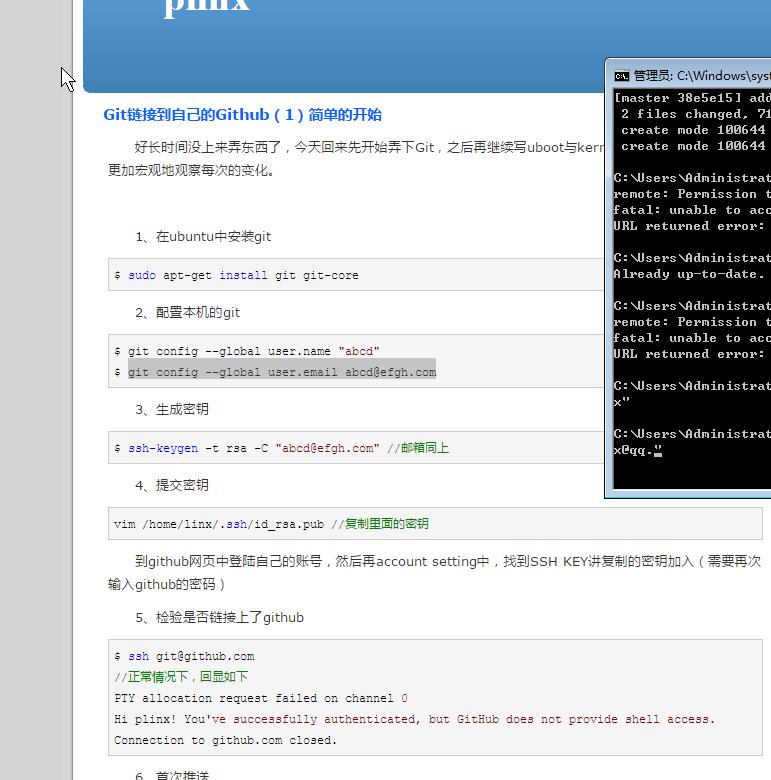 plinx
Git链接到自己的Github（1）简单的开始
好长时间没上来弄东西了，今天回来先开始弄下Git，之后再继续写uboot与kern
更加宏观地观察每次的变化。
1、在ubuntu中安装git
$ sudo apt-get install git git-core
2、配置本机的git
$ git config --global user.name "abcd"
$ git config --global user.email abcd@efgh.com
3、生成密钥
$ ssh-keygen -t rsa -C "abcd@efgh.com" //邮箱同上
4、提交密钥
vim /home/linx/.ssh/id_rsa.pub //复制里面的密钥
到github网页中登陆自己的账号，然后再account setting中，找到SSH KEY讲复制的密钥加入（需要再次
输入github的密码）
5、检验是否链接上了github
$ ssh git@github.com
//正常情况下，回显如下
PTY allocation request failed on channel 0
Hi plinx! You've successfully authenticated, but GitHub does not provide shell access.
Connection to github.com closed.
6、首次推送
管理员: C:\Windows\syst
[master 38e5e15] add
2 files changed, 71
create mode 100644
create mode 100644
C:\Users\Administrat
remote: Permission t
fatal: unable to acc
URL returned error:
C:\Users\Administrat
Already up-to-date.
C:\Users\Administrat
remote: Permission t
fatal: unable to acc
URL returned error:
C:\Users\Administrat
x"
C:\Users\Administrat
x@qq."